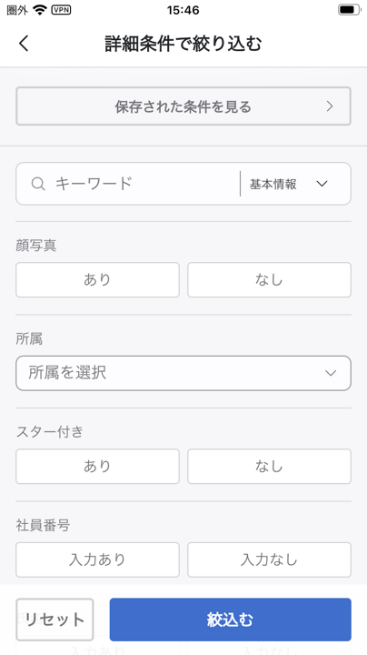 圏外 VPN 15:46
詳細条件で絞り込む
保存された条件を見る
キーワード 基本情報
顔写真
あり なし
所属
所属を選択
スター付き
あり なし
社員番号
入力あり 入力なし
リセット 絞込む